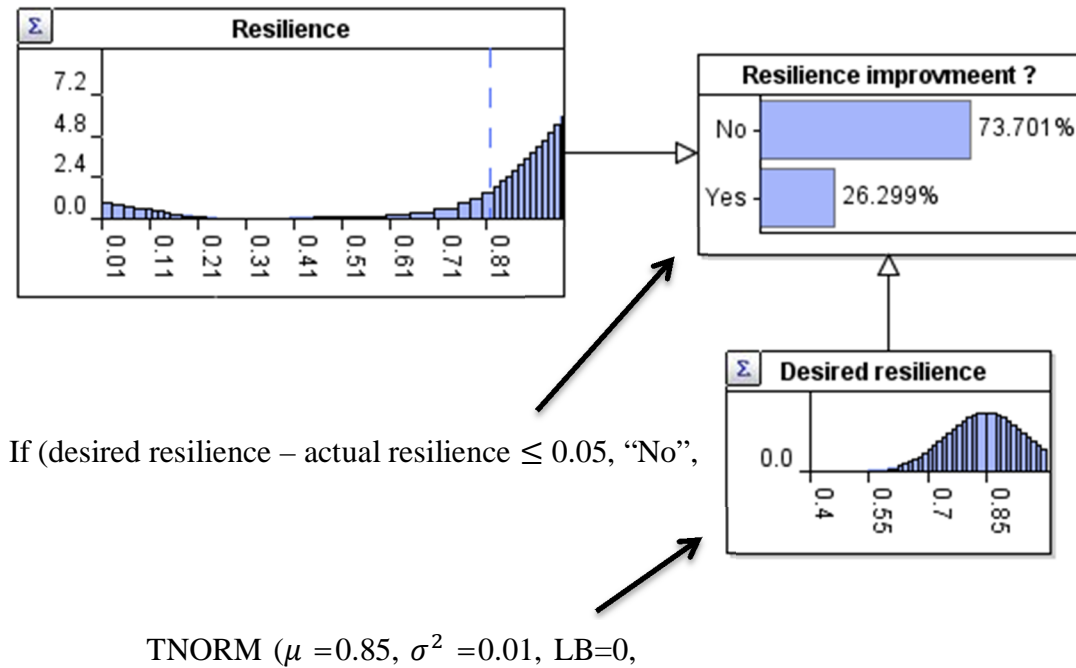 Σ
Resilience
7.2
4.8
2.4
0.0
0.01
0.11
0.21
0.31
0.41
0.51
0.61
0.71
0.81
Resilience improvmeent ?
No
73.701%
Yes
26.299%
Σ
Desired resilience
0.0
0.4
0.55
0.7
0.85
If (desired resilience – actual resilience ≤ 0.05, “No”,
TNORM (μ =0.85, σ² =0.01, LB=0,